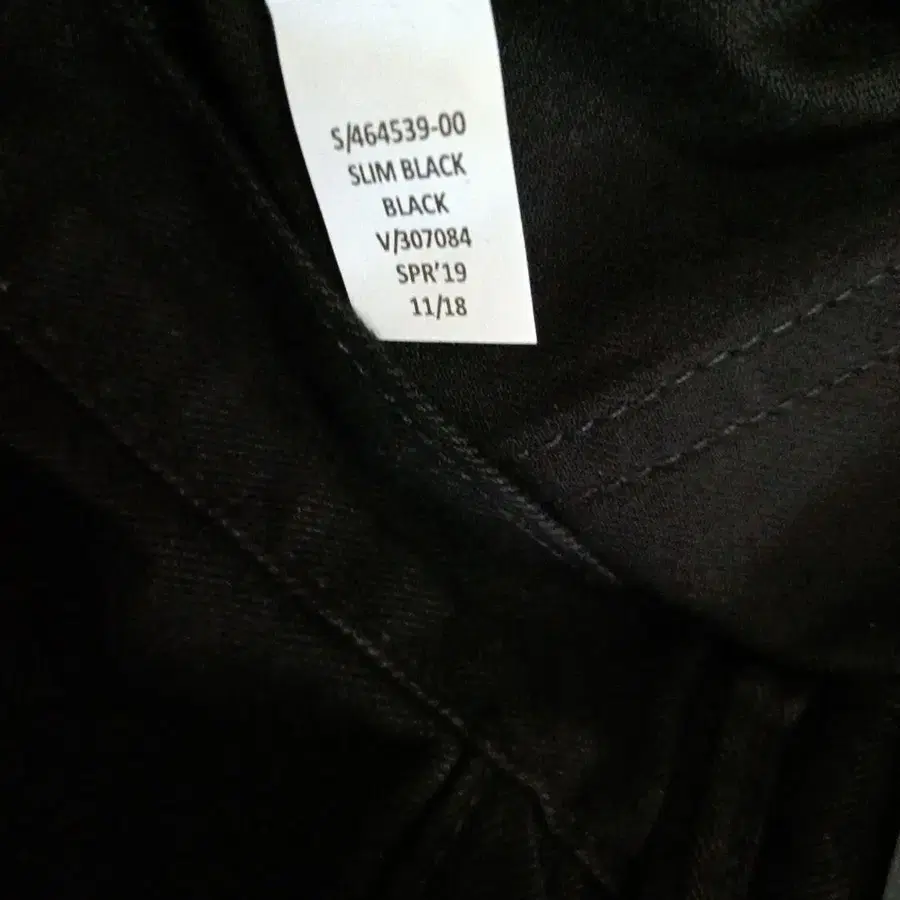 S/464539-00
SLIM BLACK
BLACK
V/307084
SPR'19
11/18